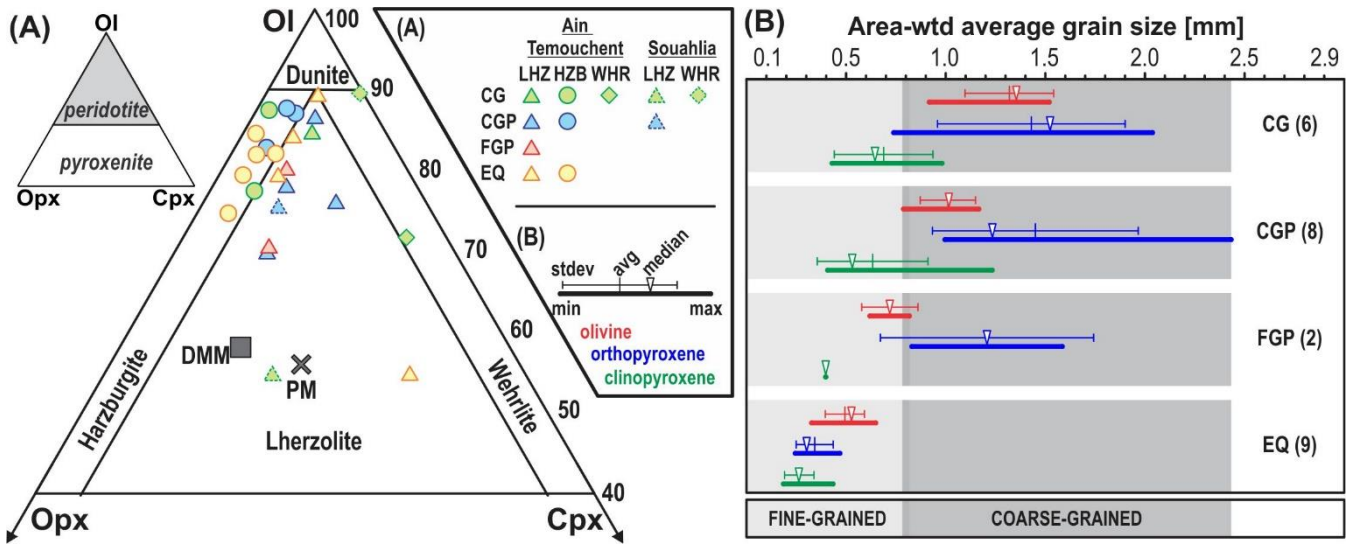 (A)
Ol
peridotite
pyroxenite
Opx
Cpx
Ol
100
Dunite
90
80
70
60
50
40
Harzburgite
Wehrlite
DMM
PM
Lherzolite
Opx
Cpx
(A)
Ain
Temouchent
Souahlia
LHZ HZB WHR LHZ WHR
CG
CGP
FGP
EQ
(B)
stdev
avg
median
min
max
olivine
orthopyroxene
clinopyroxene
(B)
Area-wtd average grain size [mm]
0.1 0.5 1.0 1.5 2.0 2.5 2.9
CG (6)
CGP (8)
FGP (2)
EQ (9)
FINE-GRAINED COARSE-GRAINED